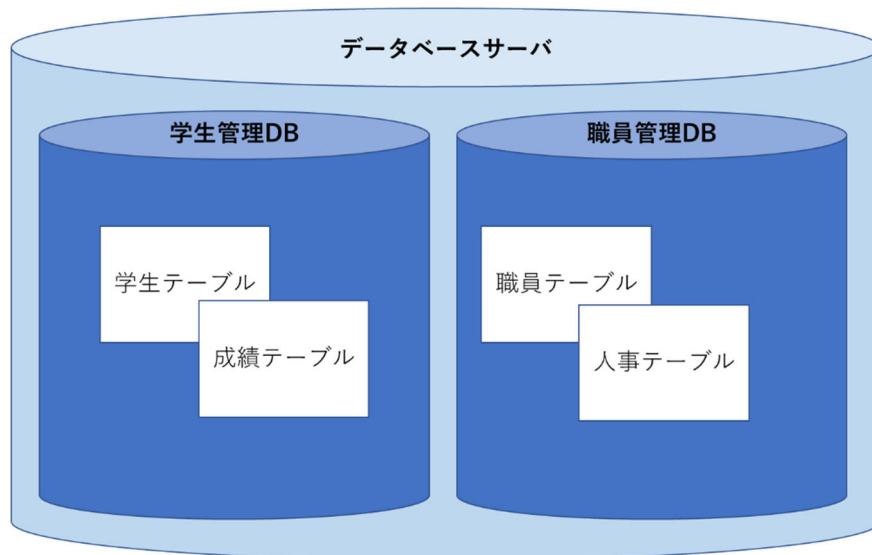 データベースサーバ
学生管理DB
職員管理DB
学生テーブル
成績テーブル
職員テーブル
人事テーブル